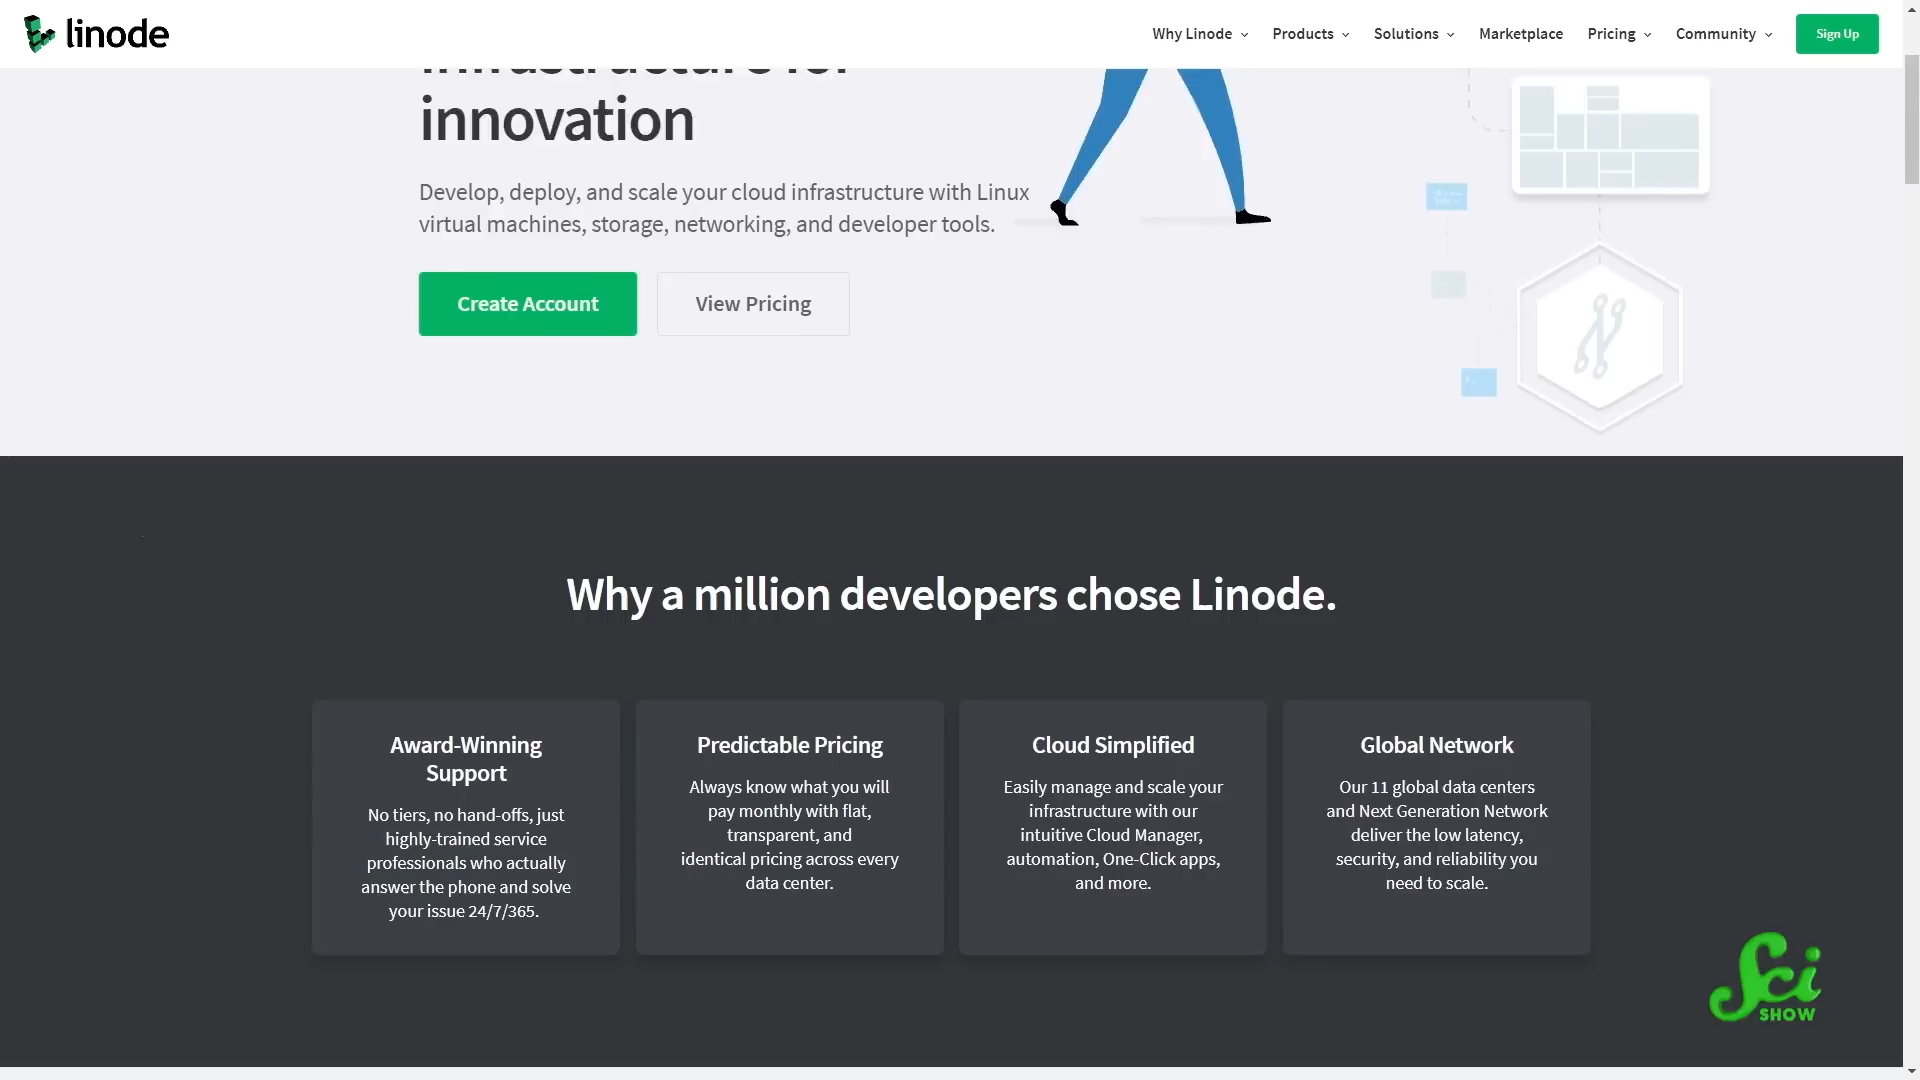 linode
Why Linode
Products
Solutions
Marketplace
Pricing
Community
Sign Up
infrastructure for
innovation
Develop, deploy, and scale your cloud infrastructure with Linux
virtual machines, storage, networking, and developer tools.
Create Account
View Pricing
Why a million developers chose Linode.
Award-Winning
Support
No tiers, no hand-offs, just
highly-trained service
professionals who actually
answer the phone and solve
your issue 24/7/365.
Predictable Pricing
Always know what you will
pay monthly with flat,
transparent, and
identical pricing across every
data center.
Cloud Simplified
Easily manage and scale your
infrastructure with our
intuitive Cloud Manager,
automation, One-Click apps,
and more.
Global Network
Our 11 global data centers
and Next Generation Network
deliver the low latency,
security, and reliability you
need to scale.
Sci
SHOW